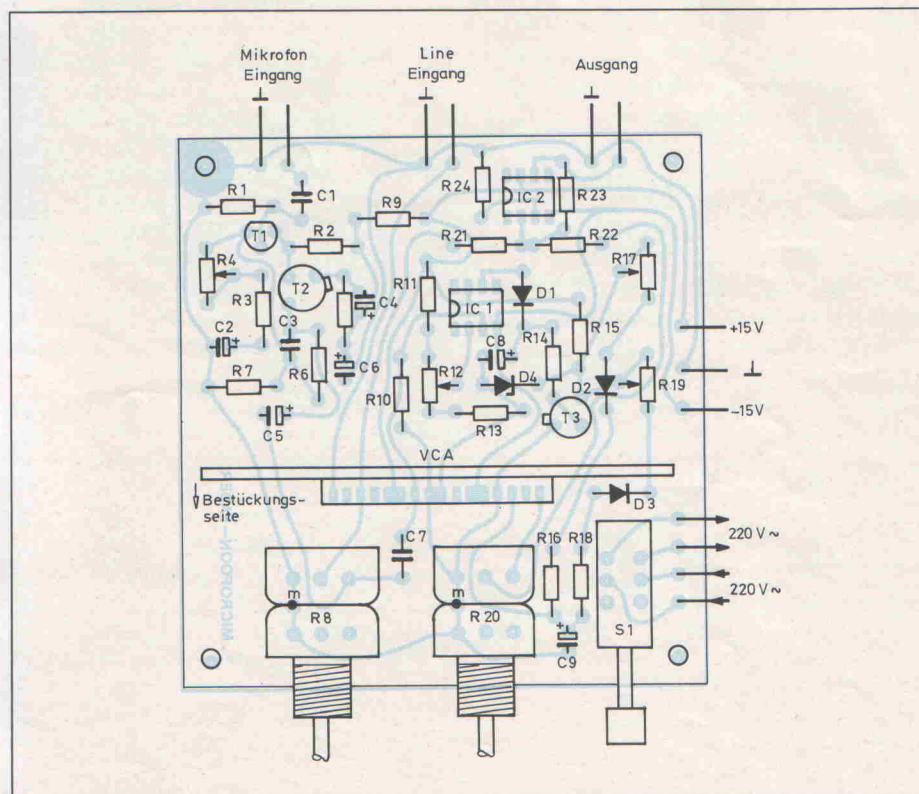 Mikrofon
Eingang
Line
Eingang
Ausgang
R1
C1
R9
R24
IC 2
R23
T1
R2
R21
R22
R4
R3
T2
C4
+
R11
IC 1
D1
R17
C2
+
C3
R6
C6
+
C8
+
R14
R15
+15 V
R7
R10
R12
D4
D2
R19
C5
+
R13
T3
-15 V
VCA
Bestückungs-
seite
D3
C7
R16
R18
220 V ~
220 V ~
m
R8
m
R20
+
C9
S1